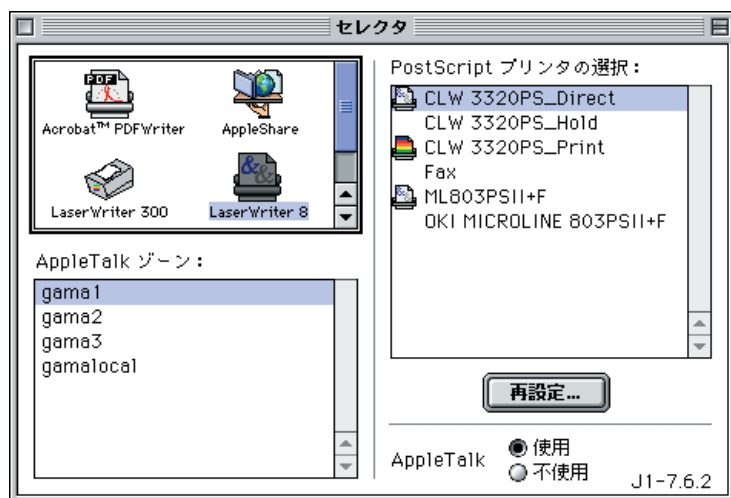 セレクタ
PDF
Acrobat™ PDFWriter
AppleShare
LaserWriter 300
LaserWriter 8
AppleTalk ゾーン：
gama1
gama2
gama3
gamalocal
PostScript プリンタの選択：
CLW 3320PS_Direct
CLW 3320PS_Hold
CLW 3320PS_Print
Fax
ML803PSII+F
OKI MICROLINE 803PSII+F
再設定...
AppleTalk
使用
不使用
J1-7.6.2